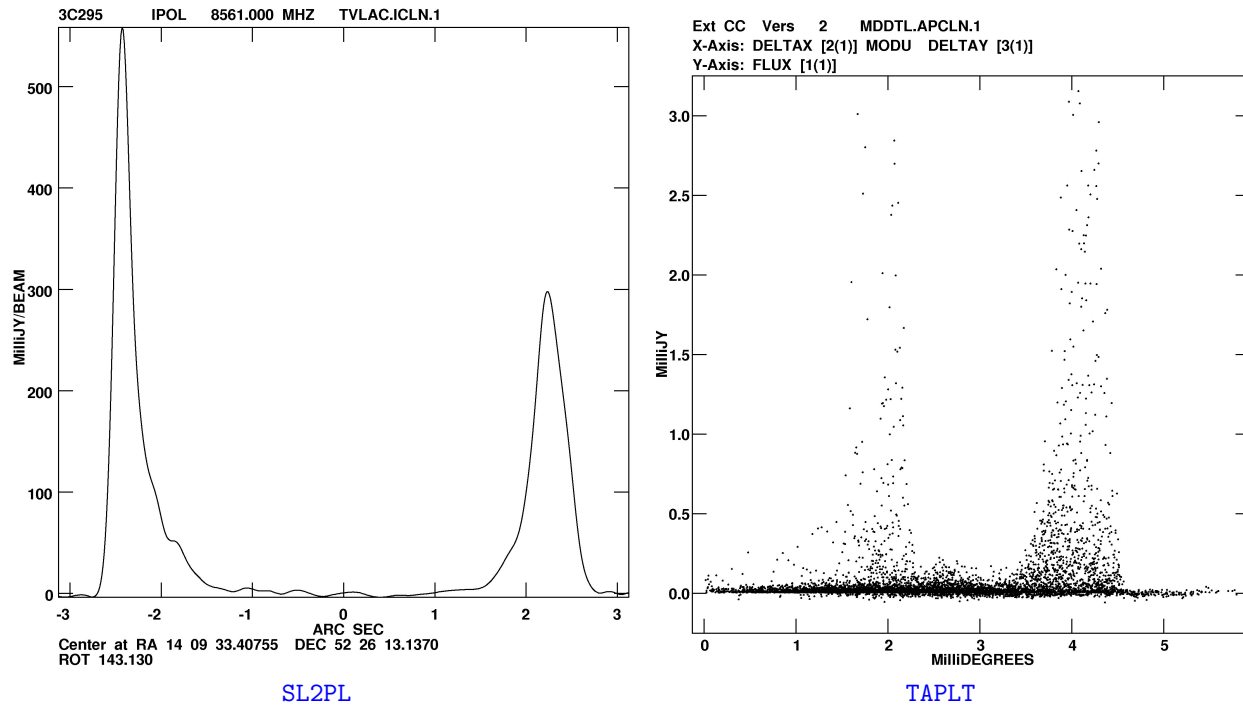 3C295 IPOL 8561.000 MHZ TVLAC.ICLN.1
500
400
300
200
100
0
MilliJY/BEAM
-3 -2 -1 0 1 2 3
ARC SEC
Center at RA 14 09 33.40755 DEC 52 26 13.1370
ROT 143.130
SL2PL
Ext CC Vers 2 MDDTL.APCLN.1
X-Axis: DELTAX [2(1)] MODU DELTAY [3(1)]
Y-Axis: FLUX [1(1)]
3.0
2.5
2.0
1.5
1.0
0.5
0.0
MilliJY
0 1 2 3 4 5
MilliDEGREES
TAPLT